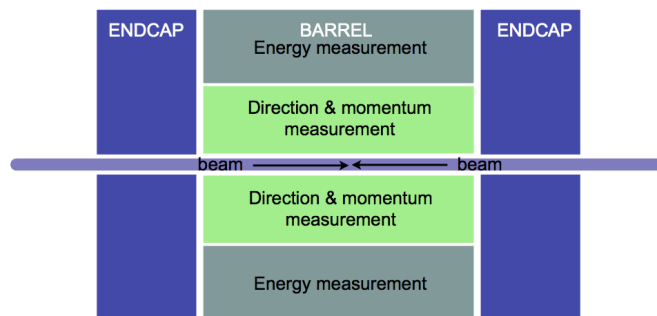 ENDCAP
BARREL
ENDCAP
Energy measurement
Direction & momentum
measurement
beam
beam
Direction & momentum
measurement
Energy measurement